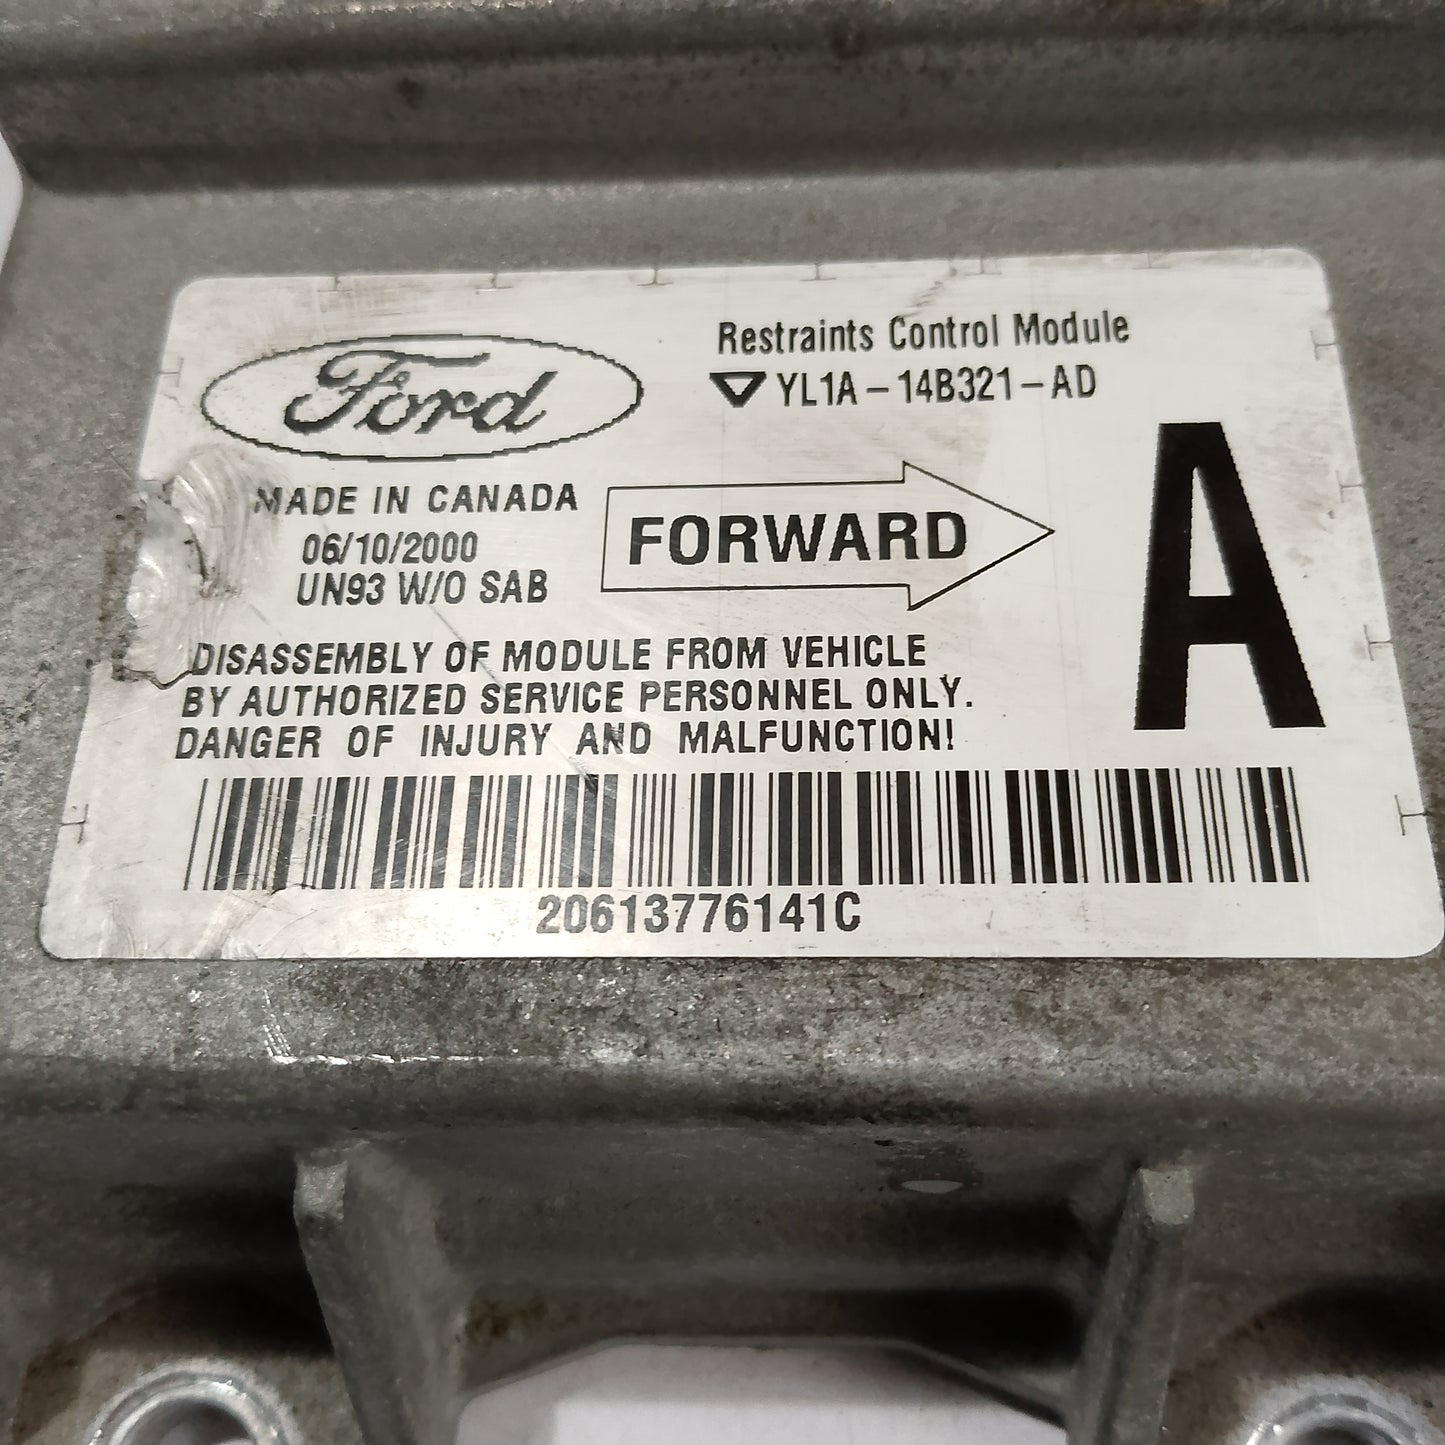 Ford
Restraints Control Module
YL1A-14B321-AD
MADE IN CANADA
06/10/2000
UN93 W/O SAB
FORWARD
A
DISASSEMBLY OF MODULE FROM VEHICLE
BY AUTHORIZED SERVICE PERSONNEL ONLY.
DANGER OF INJURY AND MALFUNCTION!
20613776141C